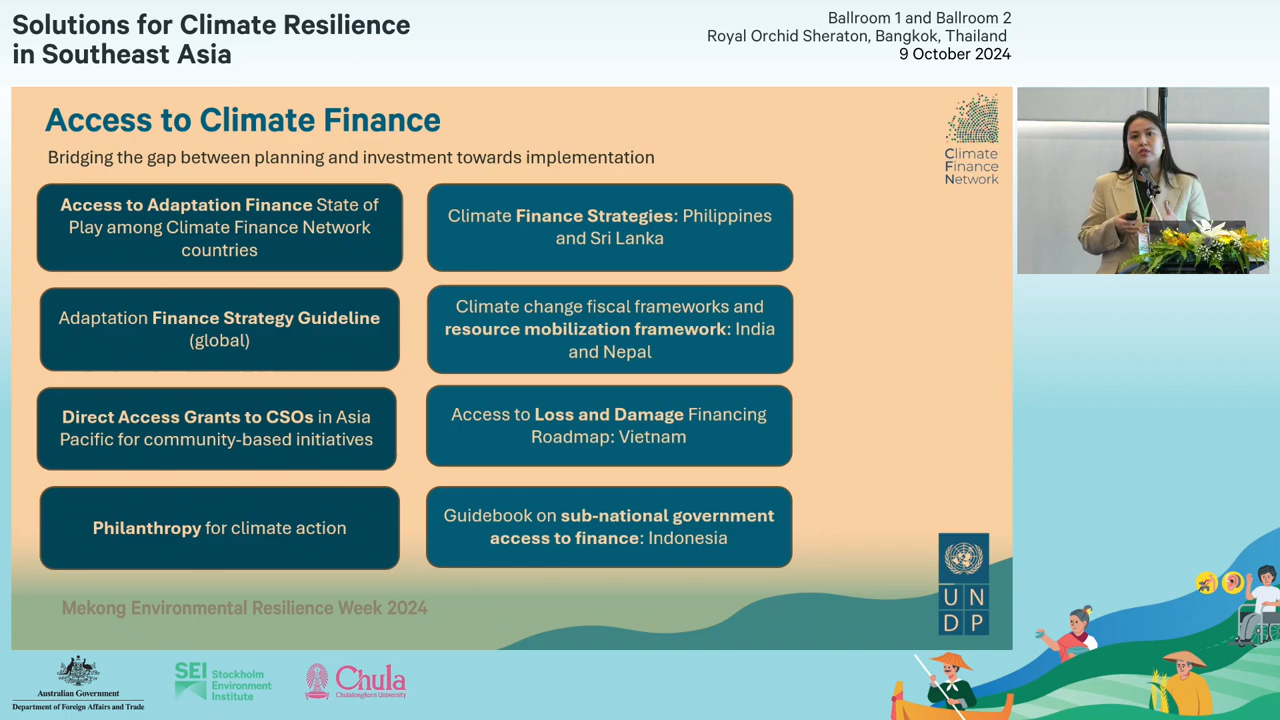 Solutions for Climate Resilience
in Southeast Asia
Ballroom 1 and Ballroom 2
Royal Orchid Sheraton, Bangkok, Thailand
9 October 2024
Access to Climate Finance
Bridging the gap between planning and investment towards implementation
Climate
Finance
Network
Access to Adaptation Finance State of
Play among Climate Finance Network
countries
Climate Finance Strategies: Philippines
and Sri Lanka
Adaptation Finance Strategy Guideline
(global)
Climate change fiscal frameworks and
resource mobilization framework: India
and Nepal
Direct Access Grants to CSOs in Asia
Pacific for community-based initiatives
Access to Loss and Damage Financing
Roadmap: Vietnam
Philanthropy for climate action
Guidebook on sub-national government
access to finance: Indonesia
U N
D P
Mekong Environmental Resilience Week 2024
Australian Government
Department of Foreign Affairs and Trade
SEI Stockholm
Environment
Institute
Chula
Chulalongkorn University